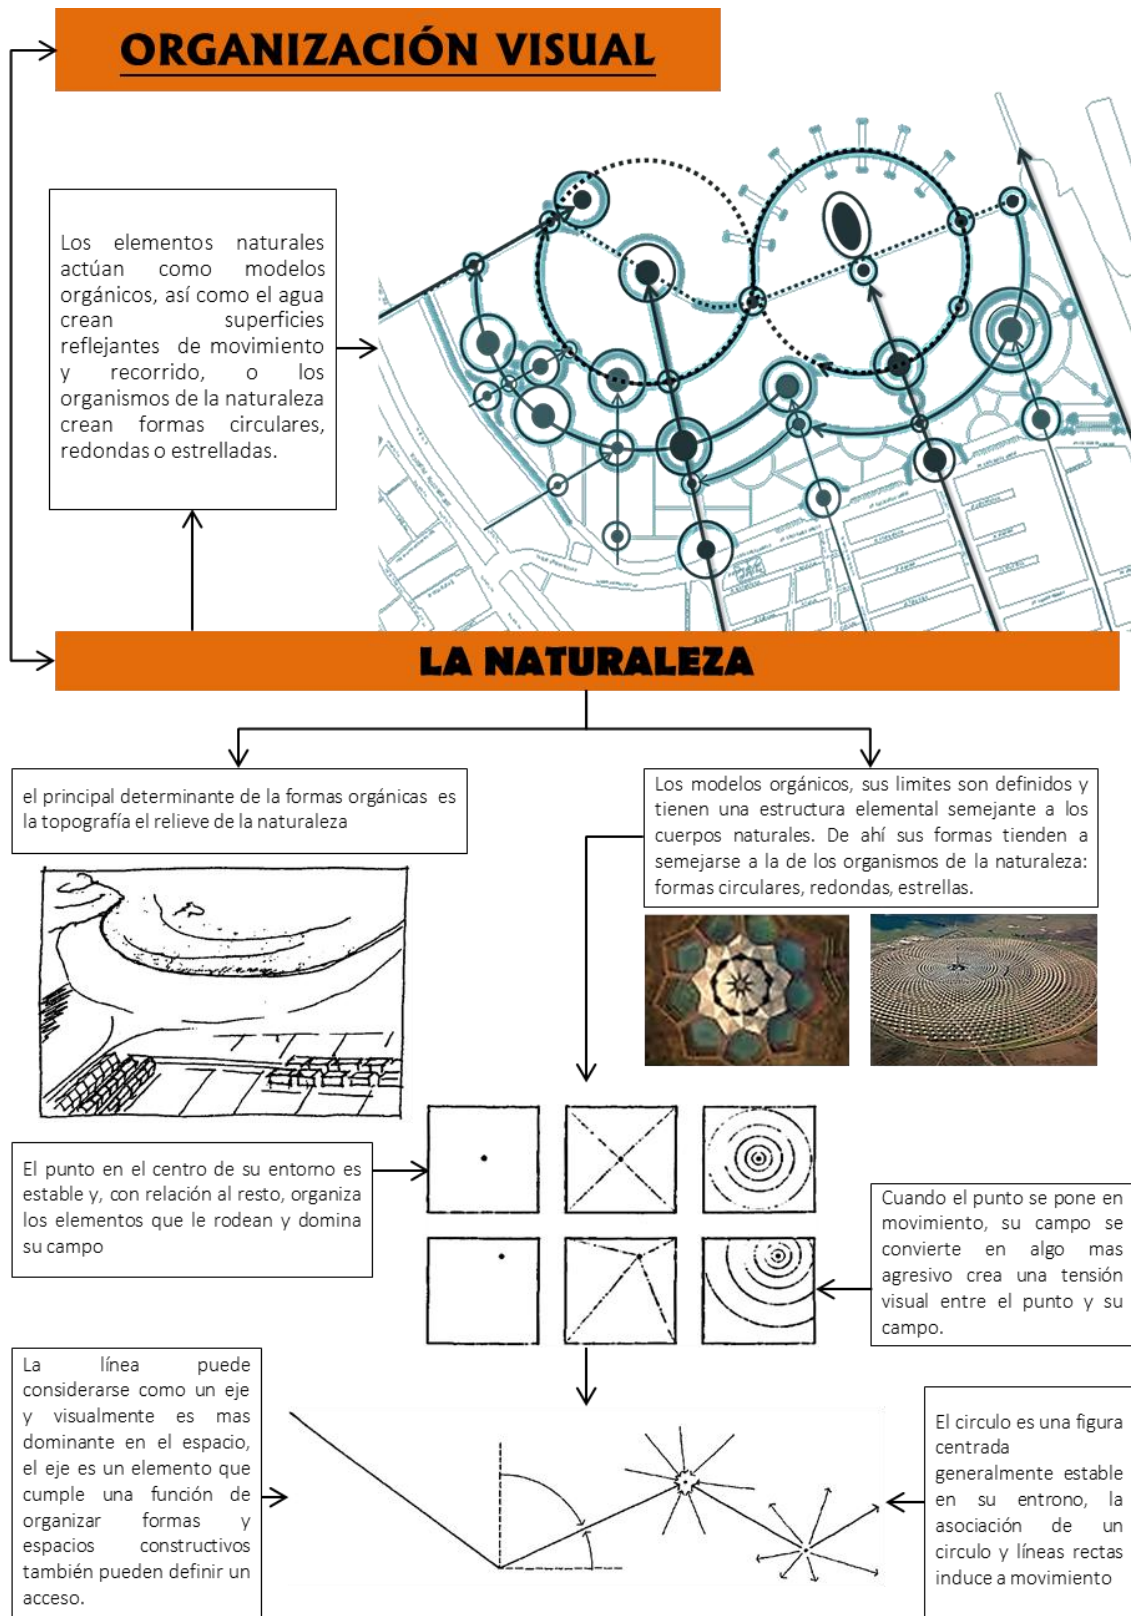 ORGANIZACIÓN VISUAL
Los elementos naturales
actúan como modelos
orgánicos, así como el agua
crean superficies
reflejantes de movimiento
y recorrido, o los
organismos de la naturaleza
crean formas circulares,
redondas o estrelladas.
LA NATURALEZA
el principal determinante de la formas orgánicas es
la topografía el relieve de la naturaleza
Los modelos orgánicos, sus limites son definidos y
tienen una estructura elemental semejante a los
cuerpos naturales. De ahí sus formas tienden a
semejarse a la de los organismos de la naturaleza:
formas circulares, redondas, estrellas.
El punto en el centro de su entorno es
estable y, con relación al resto, organiza
los elementos que le rodean y domina
su campo
Cuando el punto se pone en
movimiento, su campo se
convierte en algo mas
agresivo crea una tensión
visual entre el punto y su
campo.
La línea puede
considerarse como un eje
y visualmente es mas
dominante en el espacio,
el eje es un elemento que
cumple una función de
organizar formas y
espacios constructivos
también pueden definir un
acceso.
El circulo es una figura
centrada
generalmente estable
en su entrono, la
asociación de un
circulo y líneas rectas
induce a movimiento